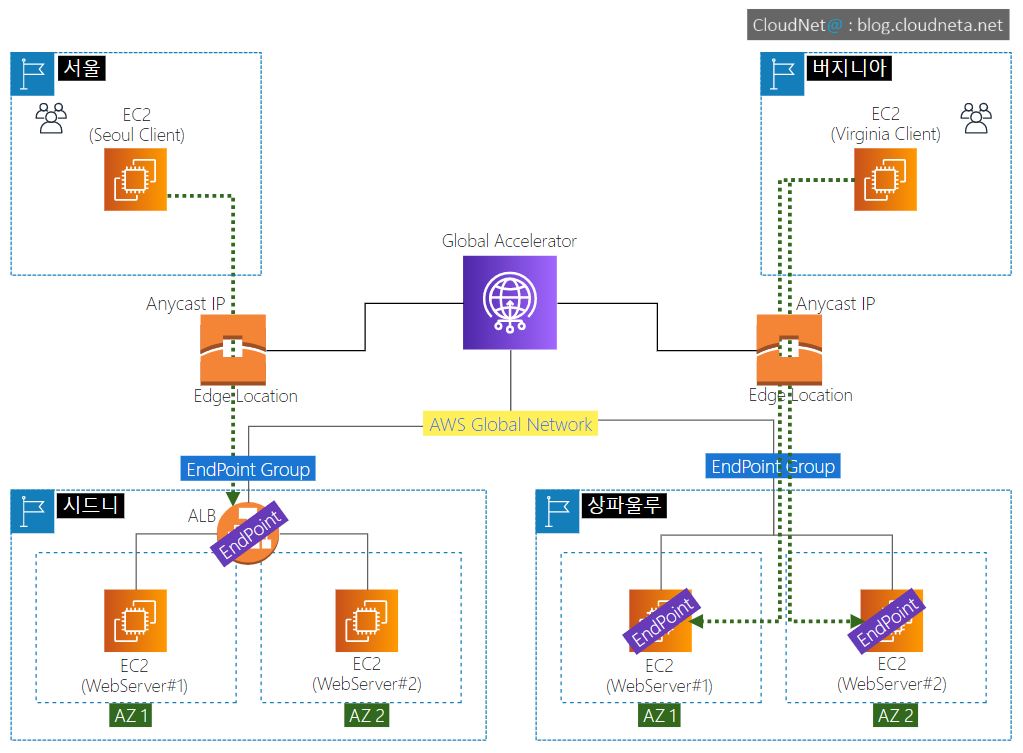 CloudNet@ : blog.cloudneta.net
서울
버지니아
EC2
(Seoul Client)
EC2
(Virginia Client)
Global Accelerator
Anycast IP
Anycast IP
Edge Location
Edge Location
AWS Global Network
EndPoint Group
EndPoint Group
시드니
상파울루
ALB
EndPoint
EndPoint
EndPoint
EC2
(WebServer#1)
EC2
(WebServer#2)
EC2
(WebServer#1)
EC2
(WebServer#2)
AZ 1
AZ 2
AZ 1
AZ 2